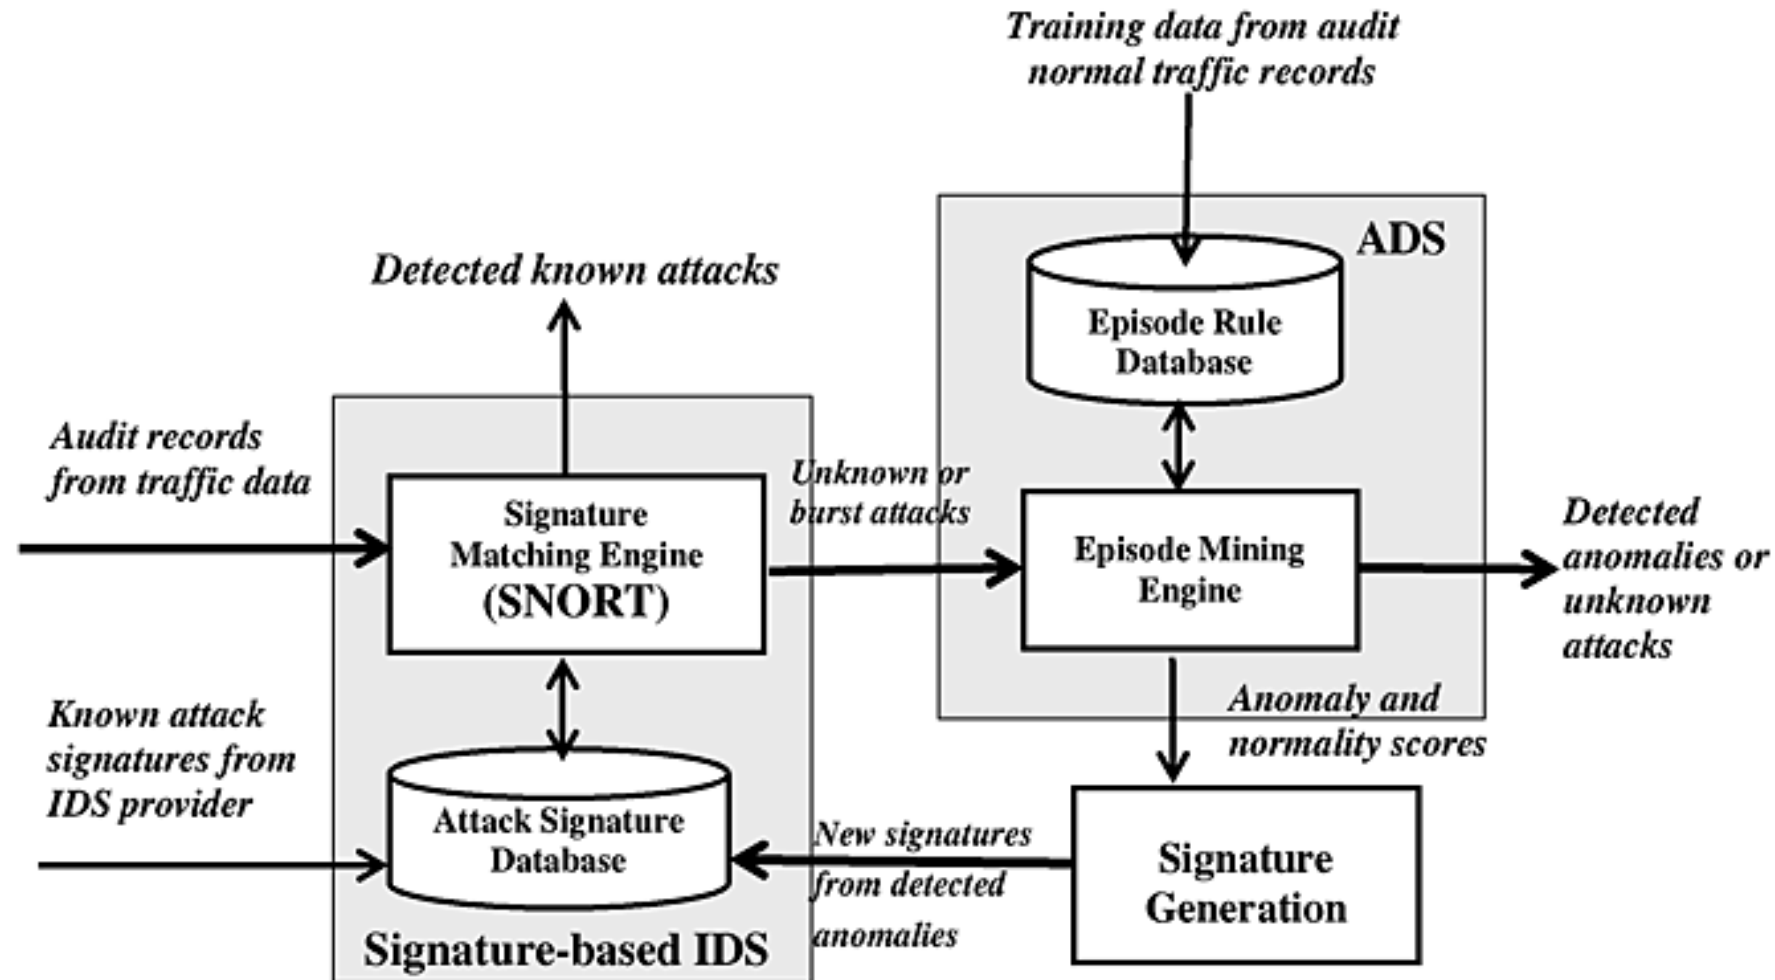 Training data from audit
normal traffic records
ADS
Episode Rule
Database
Detected known attacks
Audit records
from traffic data
Signature
Matching Engine
(SNORT)
Unknown or
burst attacks
Episode Mining
Engine
Detected
anomalies or
unknown
attacks
Known attack
signatures from
IDS provider
Anomaly and
normality scores
Attack Signature
Database
New signatures
from detected
anomalies
Signature
Generation
Signature-based IDS